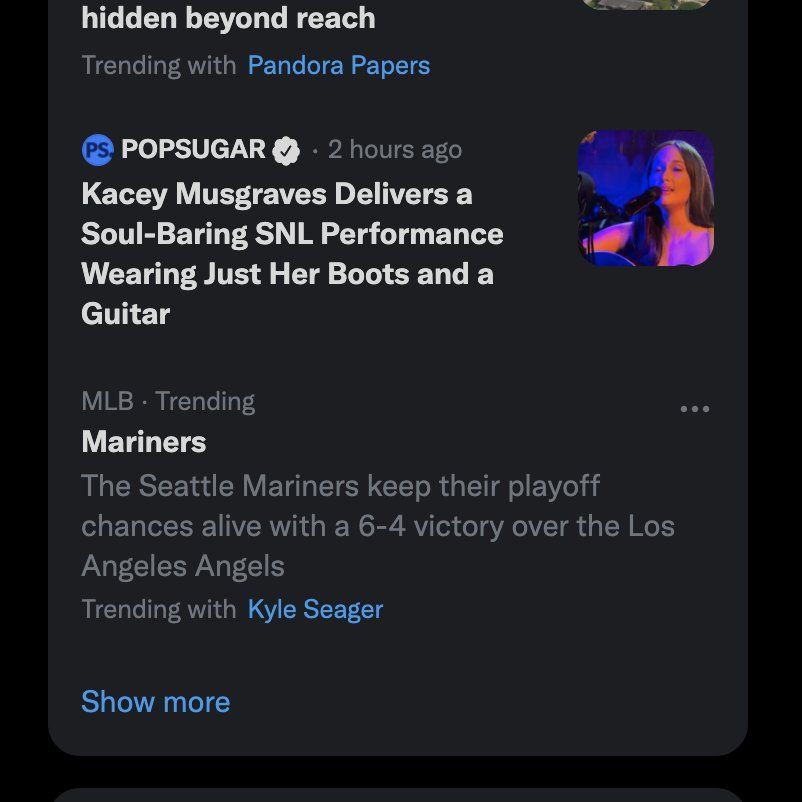 hidden beyond reach
Trending with Pandora Papers
PS. POPSUGAR · 2 hours ago
Kacey Musgraves Delivers a
Soul-Baring SNL Performance
Wearing Just Her Boots and a
Guitar
MLB · Trending
Mariners
The Seattle Mariners keep their playoff
chances alive with a 6-4 victory over the Los
Angeles Angels
Trending with Kyle Seager
Show more